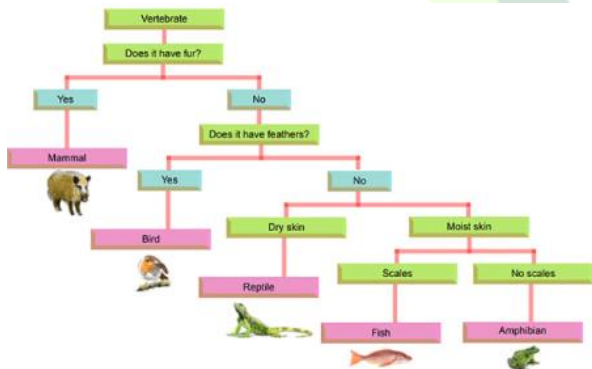 Vertebrate
Does it have fur?
Yes
No
Does it have feathers?
Mammal
Yes
No
Dry skin
Moist skin
Bird
Scales
No scales
Reptile
Fish
Amphibian